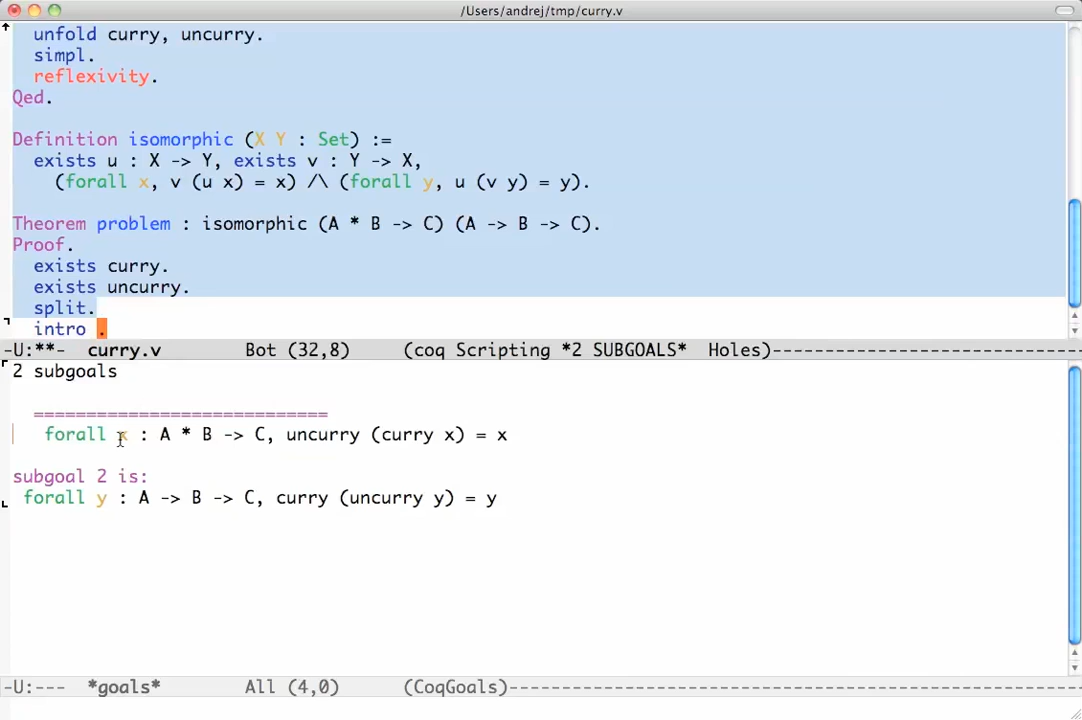 /Users/andrej/tmp/curry.v
unfold curry, uncurry.
simpl.
reflexivity.
Qed.
Definition isomorphic (X Y : Set) :=
exists u : X -> Y, exists v : Y -> X,
(forall x, v (u x) = x) /\ (forall y, u (v y) = y).
Theorem problem : isomorphic (A * B -> C) (A -> B -> C).
Proof.
exists curry.
exists uncurry.
split.
intro .
-U:**-  curry.v        Bot (32,8)      (coq Scripting *2 SUBGOALS*  Holes)------------------------------
2 subgoals
============================
forall x : A * B -> C, uncurry (curry x) = x
subgoal 2 is:
forall y : A -> B -> C, curry (uncurry y) = y
-U:---  *goals*        All (4,0)       (CoqGoals)-------------------------------------------------------